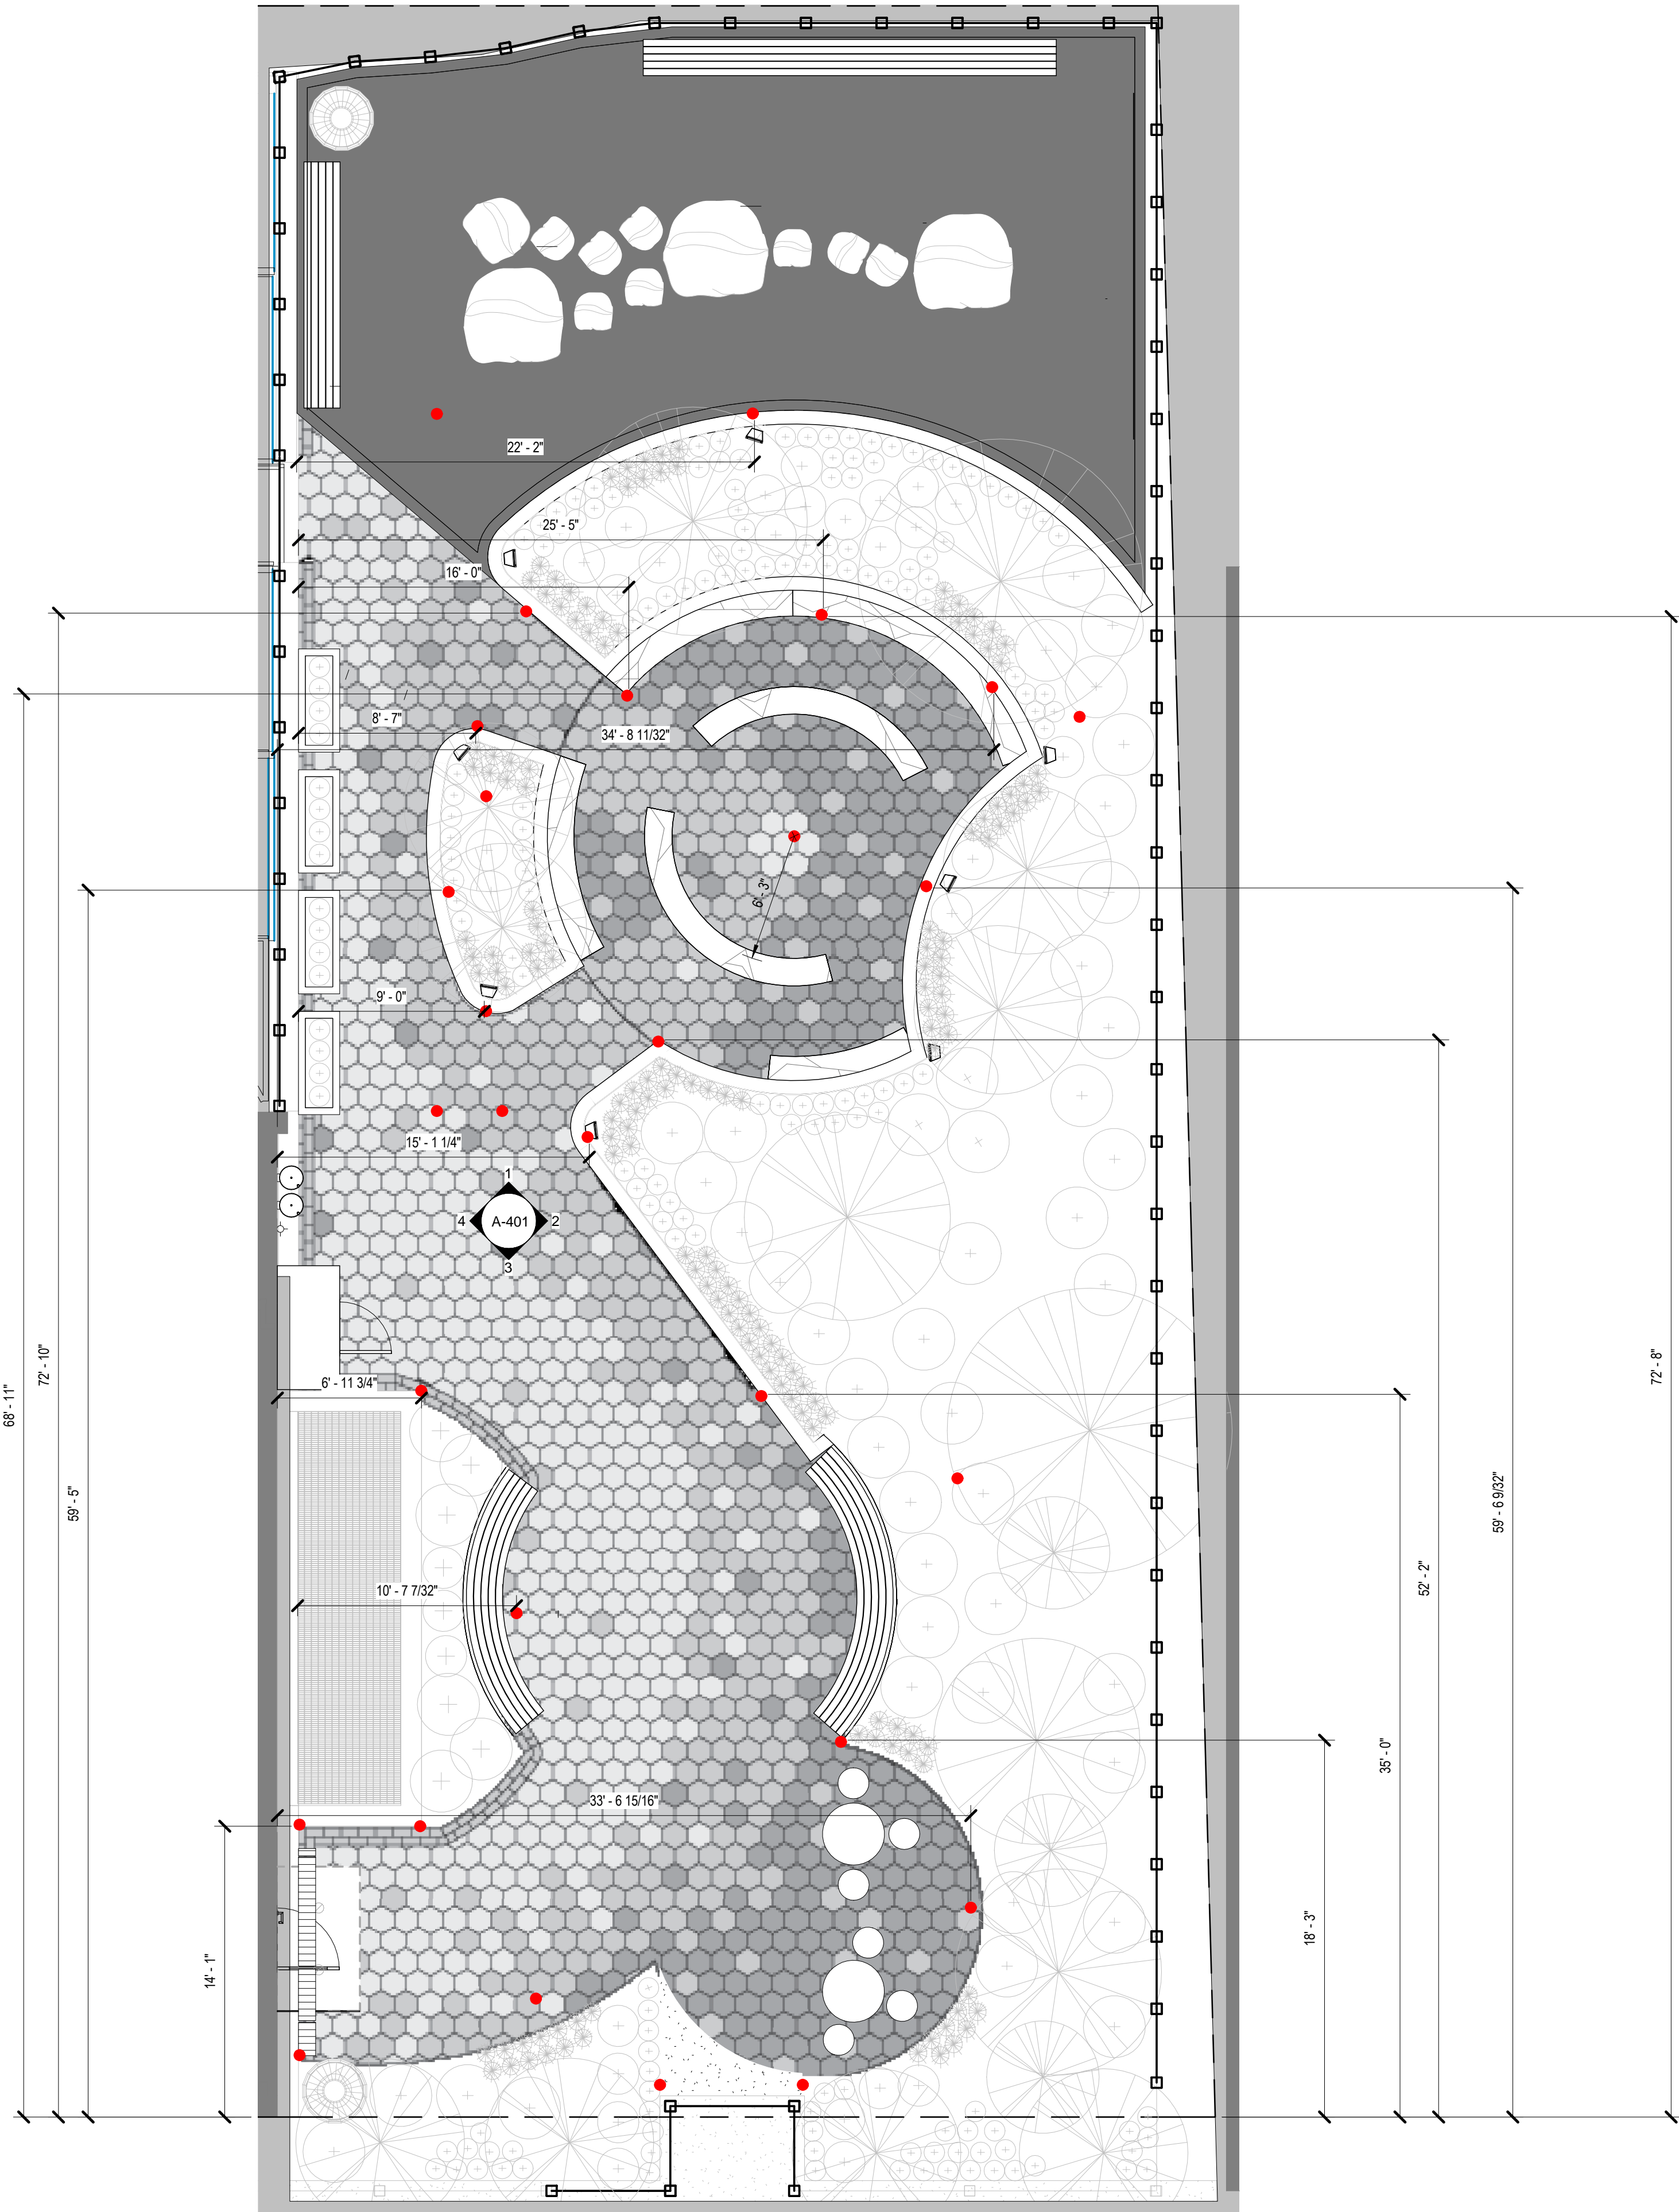 22' - 2"
25' - 5"
16' - 0"
8' - 7"
34' - 8 11/32"
6' - 3"
9' - 0"
15' - 1 1/4"
1
4 A-401 2
3
6' - 11 3/4"
10' - 7 7/32"
33' - 6 15/16"
68' - 11"
72' - 10"
59' - 5"
14' - 1"
18' - 3"
35' - 0"
52' - 2"
59' - 6 9/32"
72' - 8"